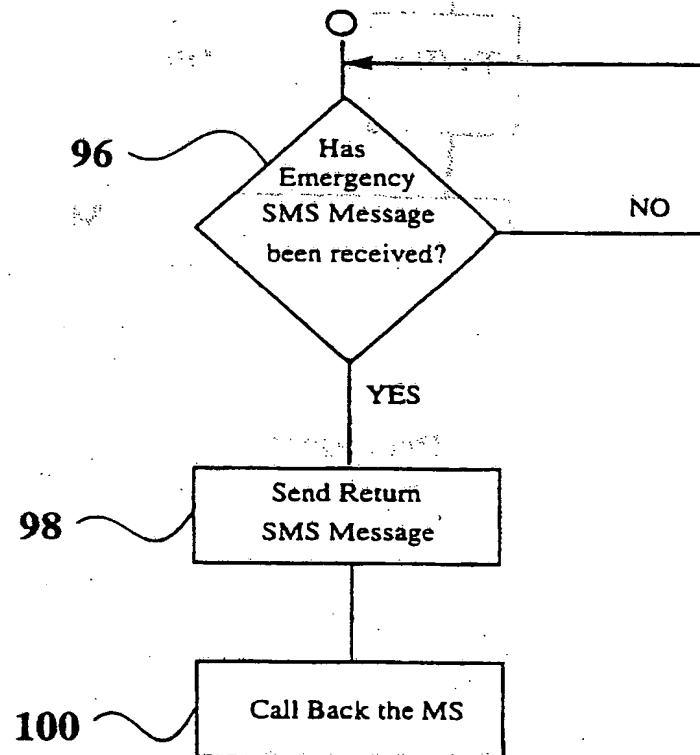 96
Has
Emergency
SMS Message
been received?
NO
YES
98
Send Return
SMS Message
100
Call Back the MS